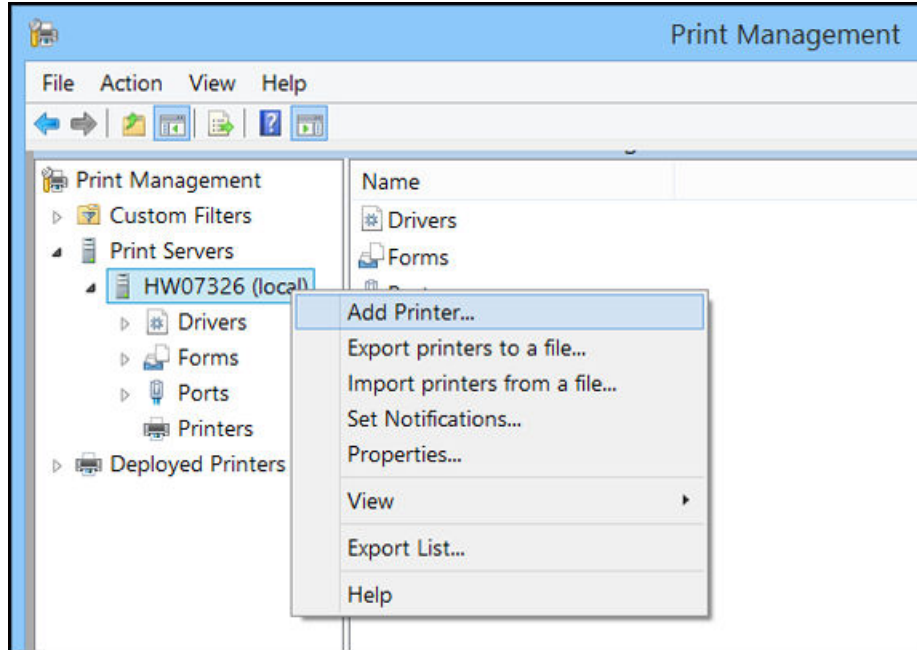 Print Management
File Action View Help
Print Management
Custom Filters
Print Servers
HW07326 (local)
Drivers
Forms
Ports
Printers
Deployed Printers
Name
Drivers
Forms
Add Printer...
Export printers to a file...
Import printers from a file...
Set Notifications...
Properties...
View
Export List...
Help